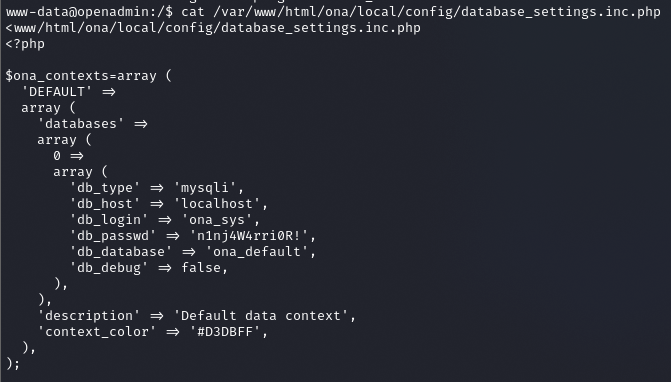 www-data@openadmin:/$ cat /var/www/html/ona/local/config/database_settings.inc.php
<www/html/ona/local/config/database_settings.inc.php
<?php

$ona_contexts=array (
  'DEFAULT' =>
  array (
    'databases' =>
    array (
      0 =>
      array (
        'db_type' => 'mysqli',
        'db_host' => 'localhost',
        'db_login' => 'ona_sys',
        'db_passwd' => 'n1nj4W4rri0R!',
        'db_database' => 'ona_default',
        'db_debug' => false,
      ),
    ),
    'description' => 'Default data context',
    'context_color' => '#D3DBFF',
  ),
);